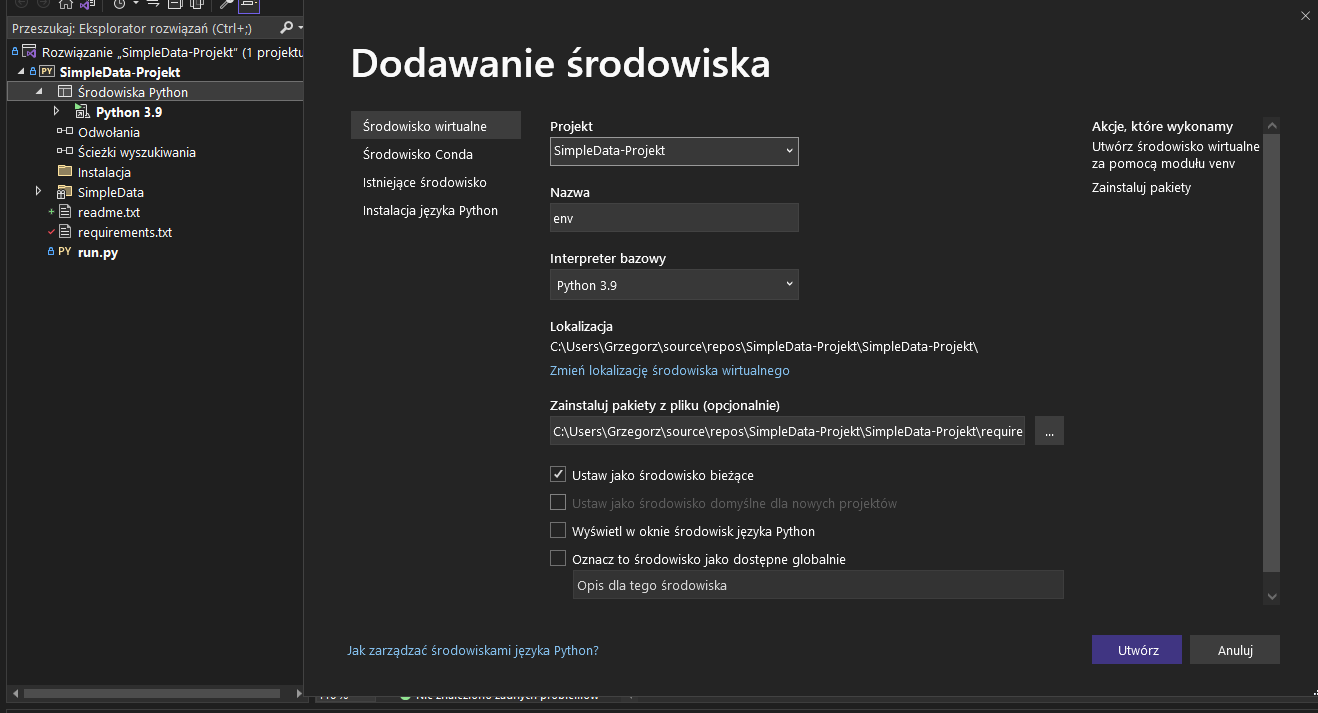 Przeszukaj: Eksplorator rozwiązań (Ctrl+;)
Rozwiązanie „SimpleData-Projekt” (1 projektu
SimpleData-Projekt
Środowiska Python
Python 3.9
Odwołania
Ścieżki wyszukiwania
Instalacja
SimpleData
readme.txt
requirements.txt
PY run.py
Dodawanie środowiska
Środowisko wirtualne
Środowisko Conda
Istniejące środowisko
Instalacja języka Python
Projekt
SimpleData-Projekt
Nazwa
env
Interpreter bazowy
Python 3.9
Lokalizacja
C:\Users\Grzegorz\source\repos\SimpleData-Projekt\SimpleData-Projekt\
Zmień lokalizację środowiska wirtualnego
Zainstaluj pakiety z pliku (opcjonalnie)
C:\Users\Grzegorz\source\repos\SimpleData-Projekt\SimpleData-Projekt\require
...
Ustaw jako środowisko bieżące
Ustaw jako środowisko domyślne dla nowych projektów
Wyświetl w oknie środowisk języka Python
Oznacz to środowisko jako dostępne globalnie
Opis dla tego środowiska
Akcje, które wykonamy
Utwórz środowisko wirtualne
za pomocą modułu venv
Zainstaluj pakiety
Jak zarządzać środowiskami języka Python?
Utwórz
Anuluj
Nie znaleziono żadnych problemów